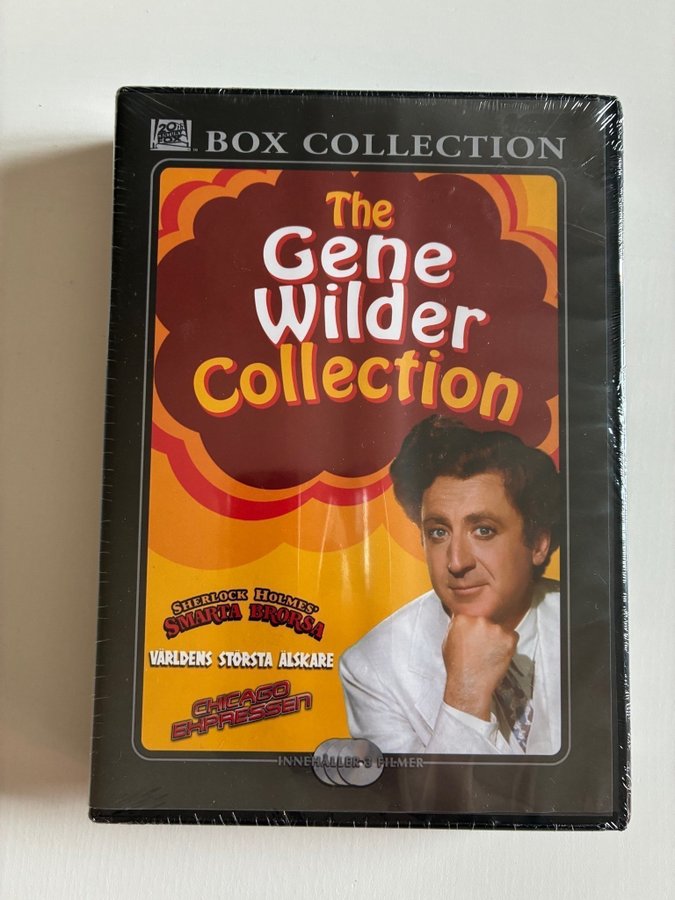 20th
CENTURY
FOX
BOX COLLECTION
The
Gene
Wilder
Collection
SHERLOCK HOLMES'
SMARTA BRORSA
VÄRLDENS STÖRSTA ÄLSKARE
CHICAGO
EXPRESSEN
INNEHÅLLER 3 FILMER